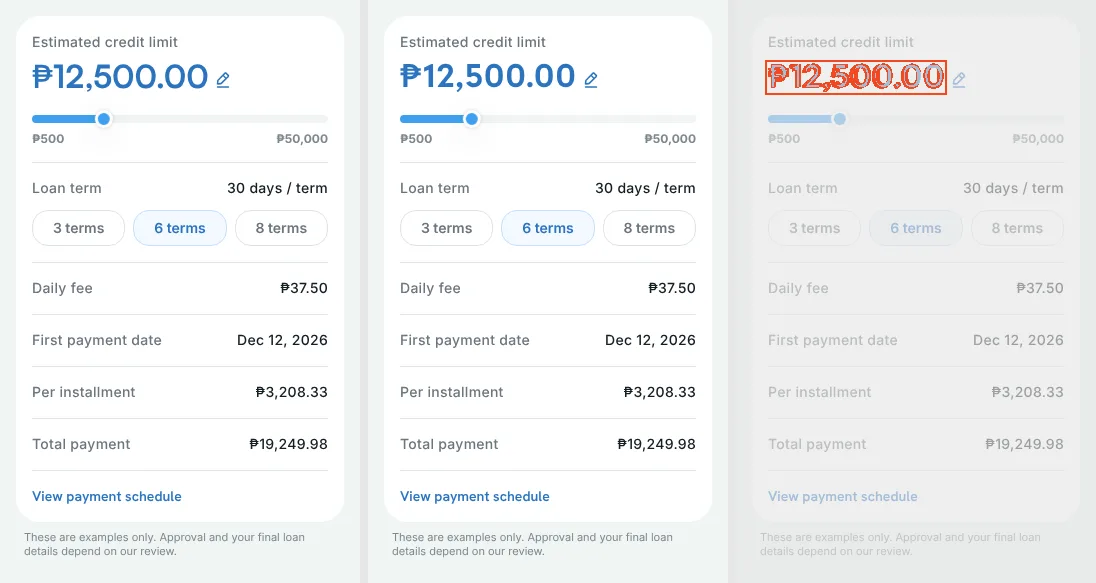 Estimated credit limit
₱12,500.00
₱500 ₱50,000
Loan term 30 days / term
3 terms 6 terms 8 terms
Daily fee ₱37.50
First payment date Dec 12, 2026
Per installment ₱3,208.33
Total payment ₱19,249.98
View payment schedule
These are examples only. Approval and your final loan
details depend on our review.
Estimated credit limit
₱12,500.00
₱500 ₱50,000
Loan term 30 days / term
3 terms 6 terms 8 terms
Daily fee ₱37.50
First payment date Dec 12, 2026
Per installment ₱3,208.33
Total payment ₱19,249.98
View payment schedule
These are examples only. Approval and your final loan
details depend on our review.
Estimated credit limit
₱12,500.00
₱500 ₱50,000
Loan term 30 days / term
3 terms 6 terms 8 terms
Daily fee ₱37.50
First payment date Dec 12, 2026
Per installment ₱3,208.33
Total payment ₱19,249.98
View payment schedule
These are examples only. Approval and your final loan
details depend on our review.